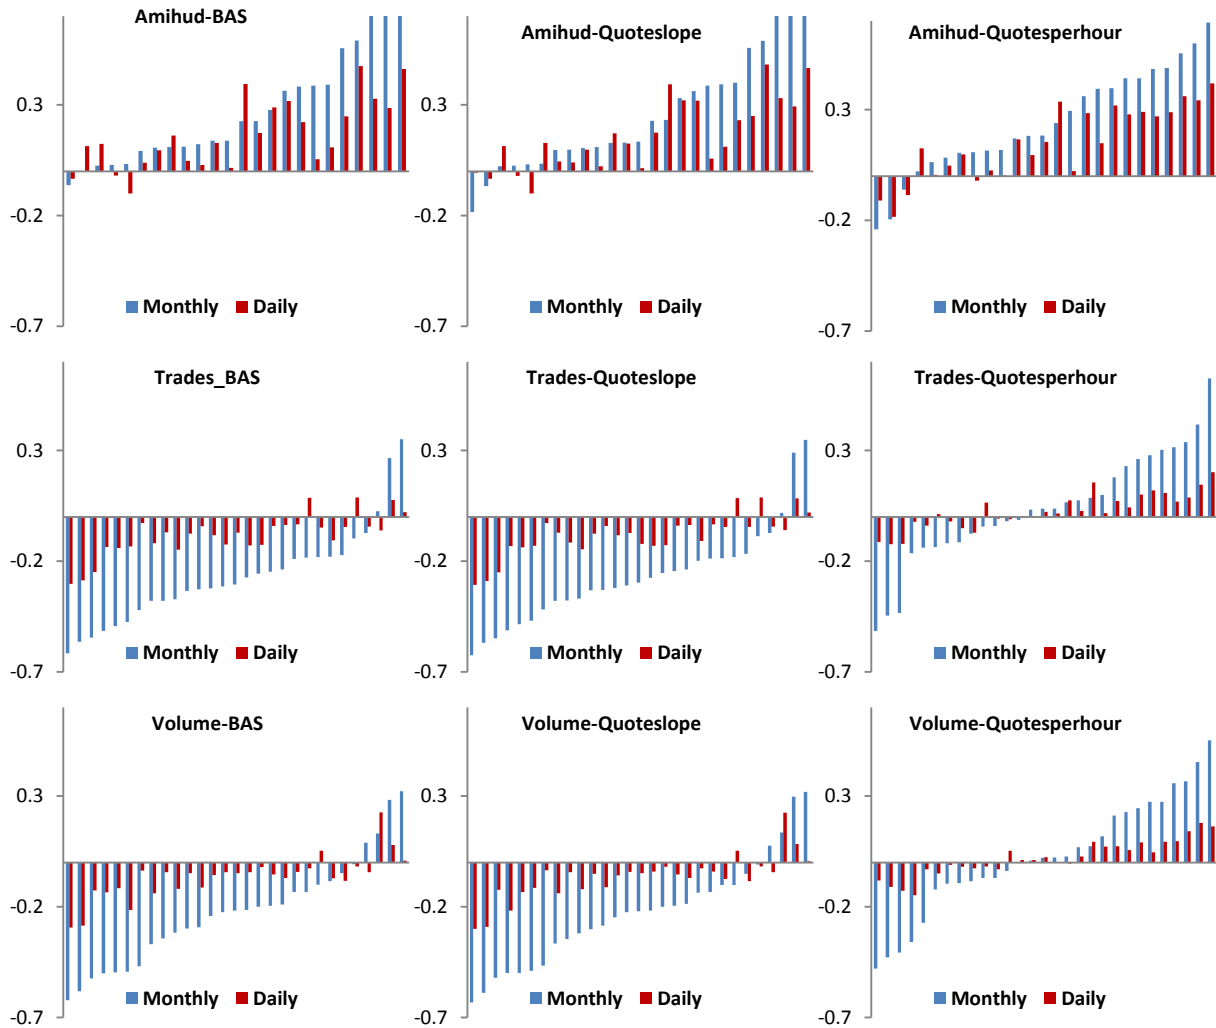 Amihud-BAS
0.3
-0.2
-0.7
Monthly Daily
Amihud-Quoteslope
0.3
-0.2
-0.7
Monthly Daily
Amihud-Quotesperhour
0.3
-0.2
-0.7
Monthly Daily
Trades_BAS
0.3
-0.2
-0.7
Monthly Daily
Trades-Quoteslope
0.3
-0.2
-0.7
Monthly Daily
Trades-Quotesperhour
0.3
-0.2
-0.7
Monthly Daily
Volume-BAS
0.3
-0.2
-0.7
Monthly Daily
Volume-Quoteslope
0.3
-0.2
-0.7
Monthly Daily
Volume-Quotesperhour
0.3
-0.2
-0.7
Monthly Daily